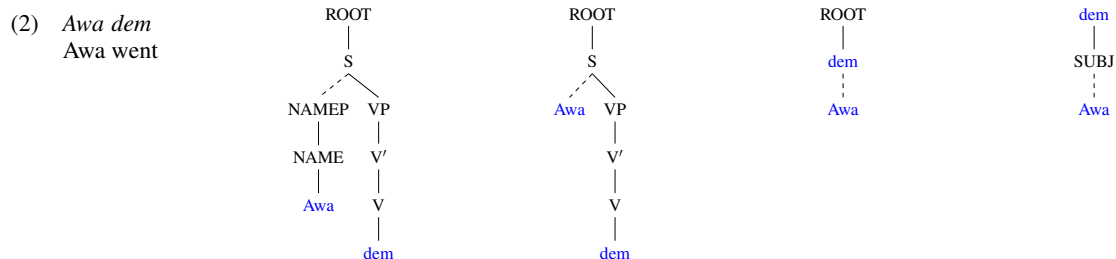 (2) Awa dem ROOT ROOT ROOT dem
Awa went S S dem SUBJ
NAMEP VP Awa VP Awa Awa
NAME V′ V′
Awa V V
dem dem